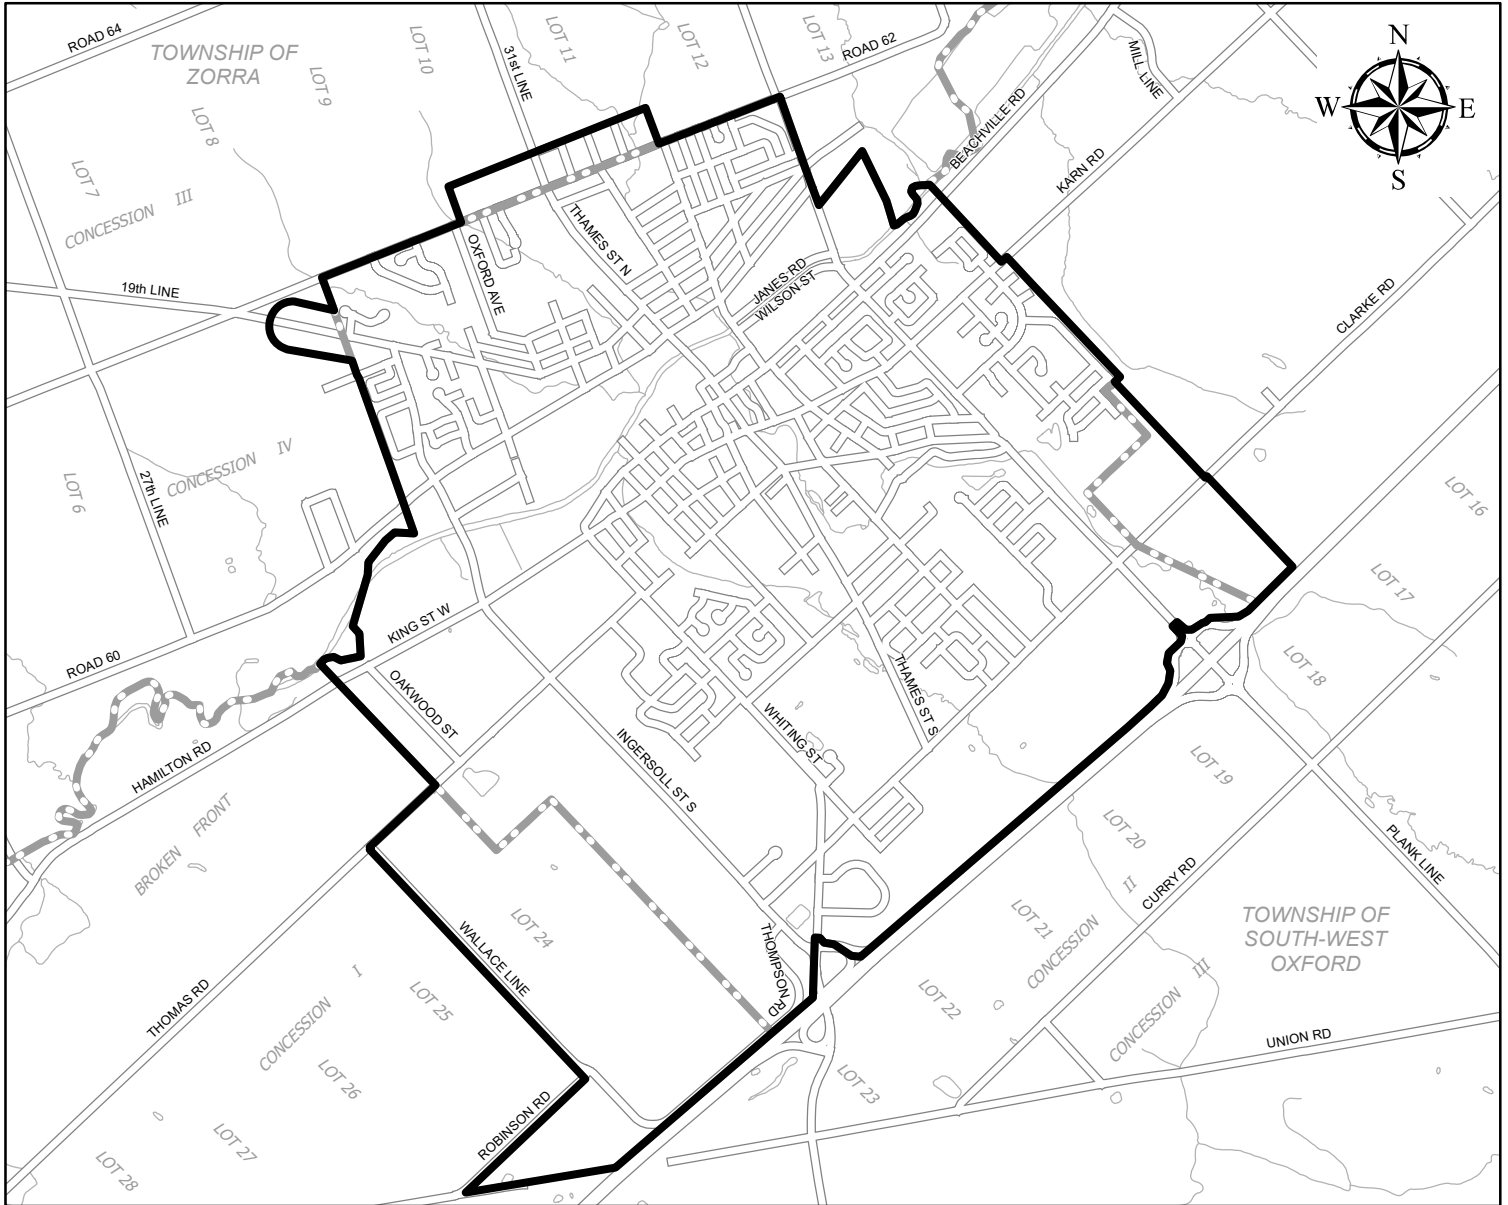 ROAD 64
TOWNSHIP OF
ZORRA
LOT 10
31st LINE
LOT 11
LOT 12
LOT 13
ROAD 62
MILL LINE
N
W
E
S
LOT 9
LOT 8
LOT 7
CONCESSION III
BEACHVILLE RD
KARN RD
THAMES ST N
OXFORD AVE
JANES RD
WILSON ST
19th LINE
CLARKE RD
CONCESSION IV
LOT 6
27th LINE
LOT 16
LOT 17
LOT 18
KING ST W
ROAD 60
OAKWOOD ST
HAMILTON RD
INGERSOLL ST S
WHITING ST
THAMES ST S
LOT 19
LOT 20
BROKEN FRONT
PLANK LINE
CURRY RD
LOT 24
WALLACE LINE
THOMPSON RD
LOT 21
CONCESSION II
TOWNSHIP OF
SOUTH-WEST
OXFORD
THOMAS RD
CONCESSION I
LOT 25
LOT 22
CONCESSION III
UNION RD
LOT 26
LOT 23
ROBINSON RD
LOT 27
LOT 28